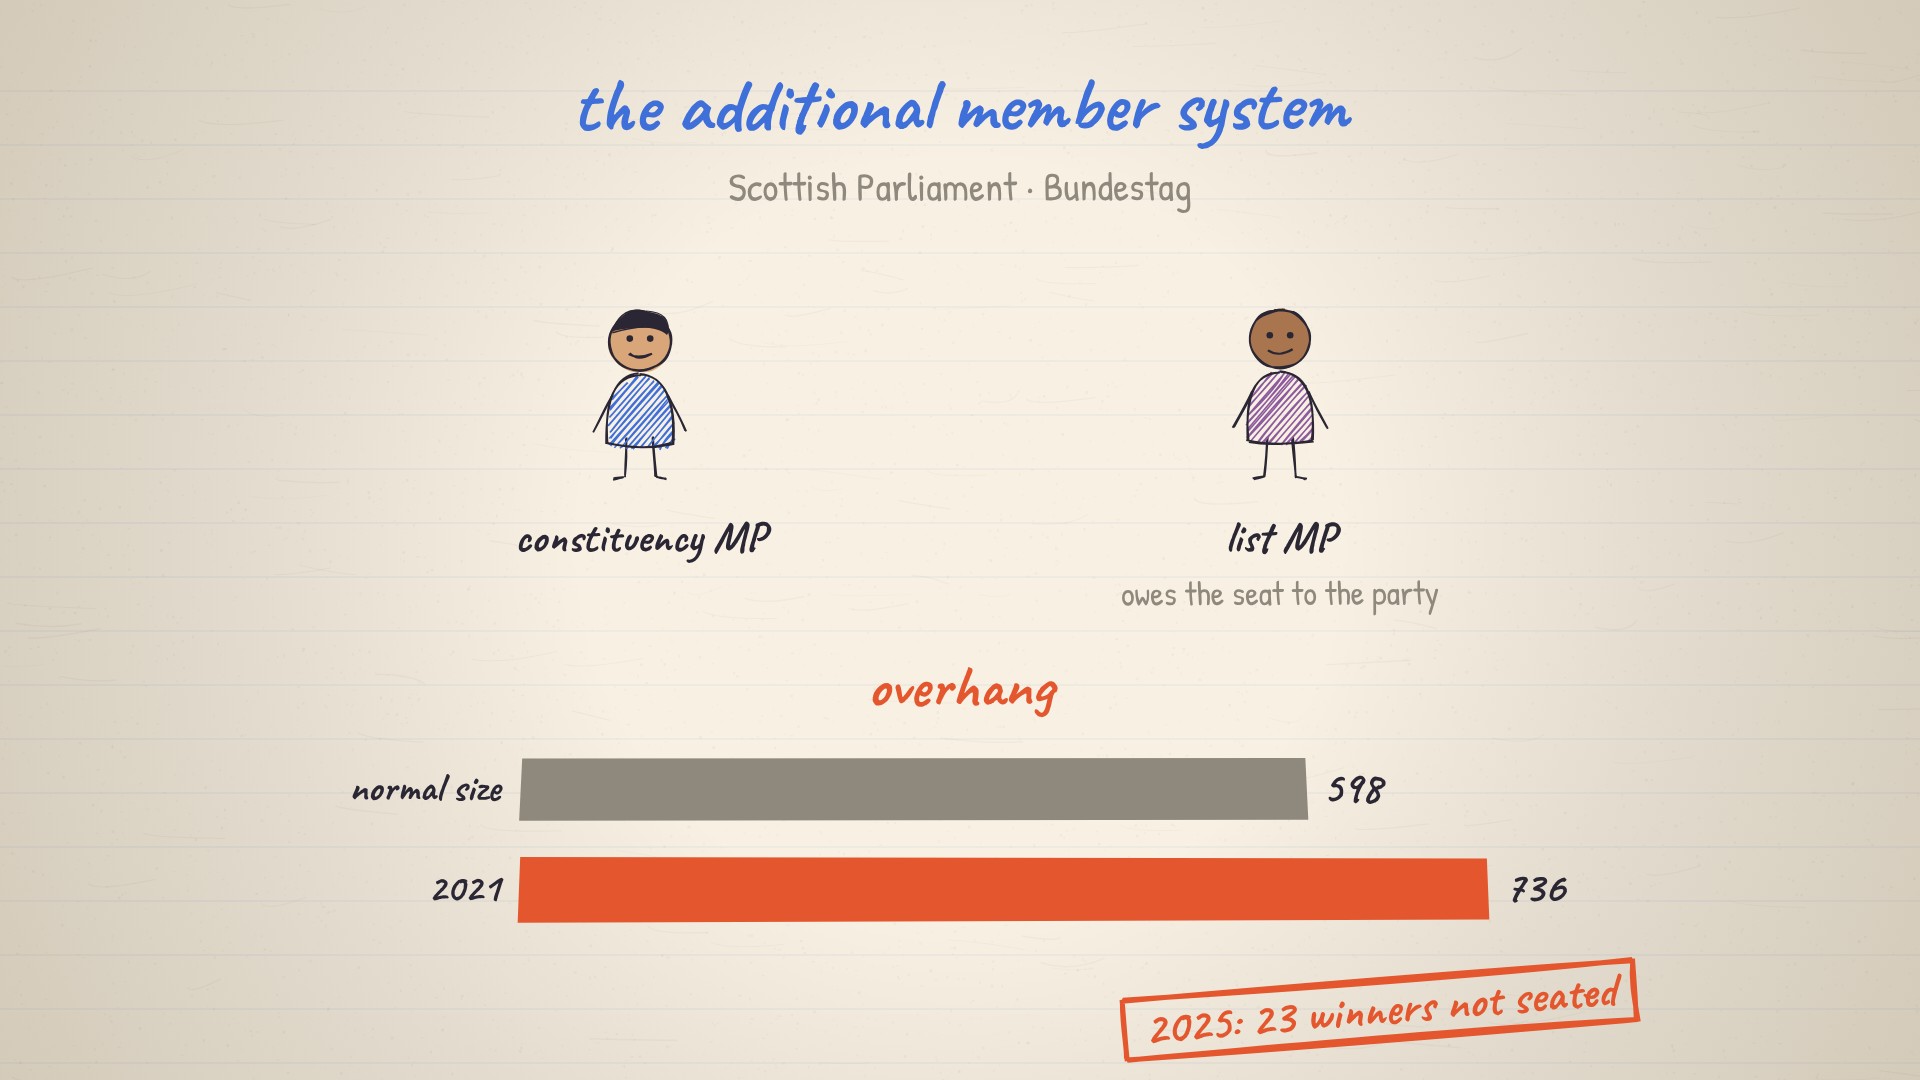 the additional member system
Scottish Parliament · Bundestag
constituency MP
list MP
owes the seat to the party
overhang
normal size 598
2021 736
2025: 23 winners not seated